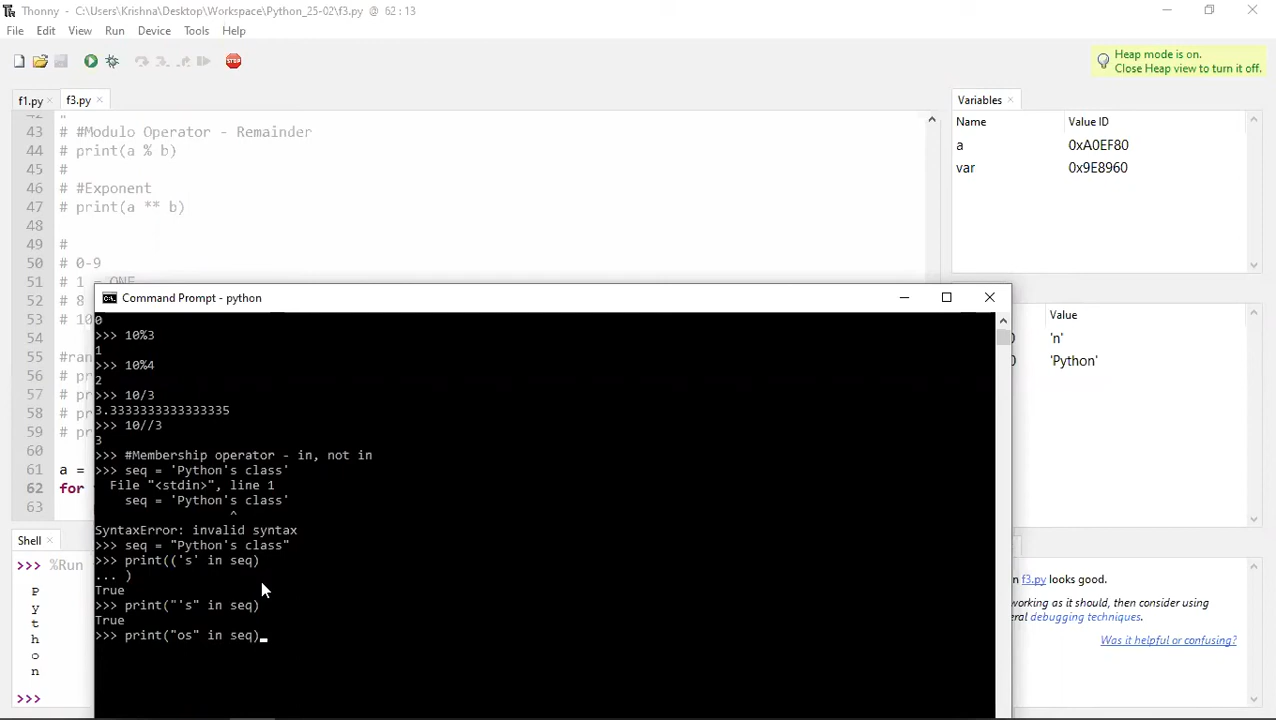 Thonny - C:\Users\Krishna\Desktop\Workspace\Python_25-02\f3.py @ 62 : 13
File Edit View Run Device Tools Help
STOP
Heap mode is on.
Close Heap view to turn it off.
f1.py
f3.py
43 # #Modulo Operator - Remainder
44 # print(a % b)
45 #
46 # #Exponent
47 # print(a ** b)
48
49 #
50 # 0-9
51 # 1 - ONE
52 # 8
53 # 10
54
55 #ran
56 # p
57 # p
58 # p
59 # p
60
61 a =
62 for
63
Variables
Name Value ID
a 0xA0EF80
var 0x9E8960
Value
0 'n'
0 'Python'
Command Prompt - python
0
>>> 10%3
1
>>> 10%4
2
>>> 10/3
3.3333333333333335
>>> 10//3
3
>>> #Membership operator - in, not in
>>> seq = 'Python's class'
File "<stdin>", line 1
seq = 'Python's class'
^
SyntaxError: invalid syntax
>>> seq = "Python's class"
>>> print(('s' in seq)
... )
True
>>> print("'s" in seq)
True
>>> print("os" in seq)
Shell
>>> %Run
P
y
t
h
o
n
>>>
n f3.py looks good.
working as it should, then consider using
eral debugging techniques.
Was it helpful or confusing?